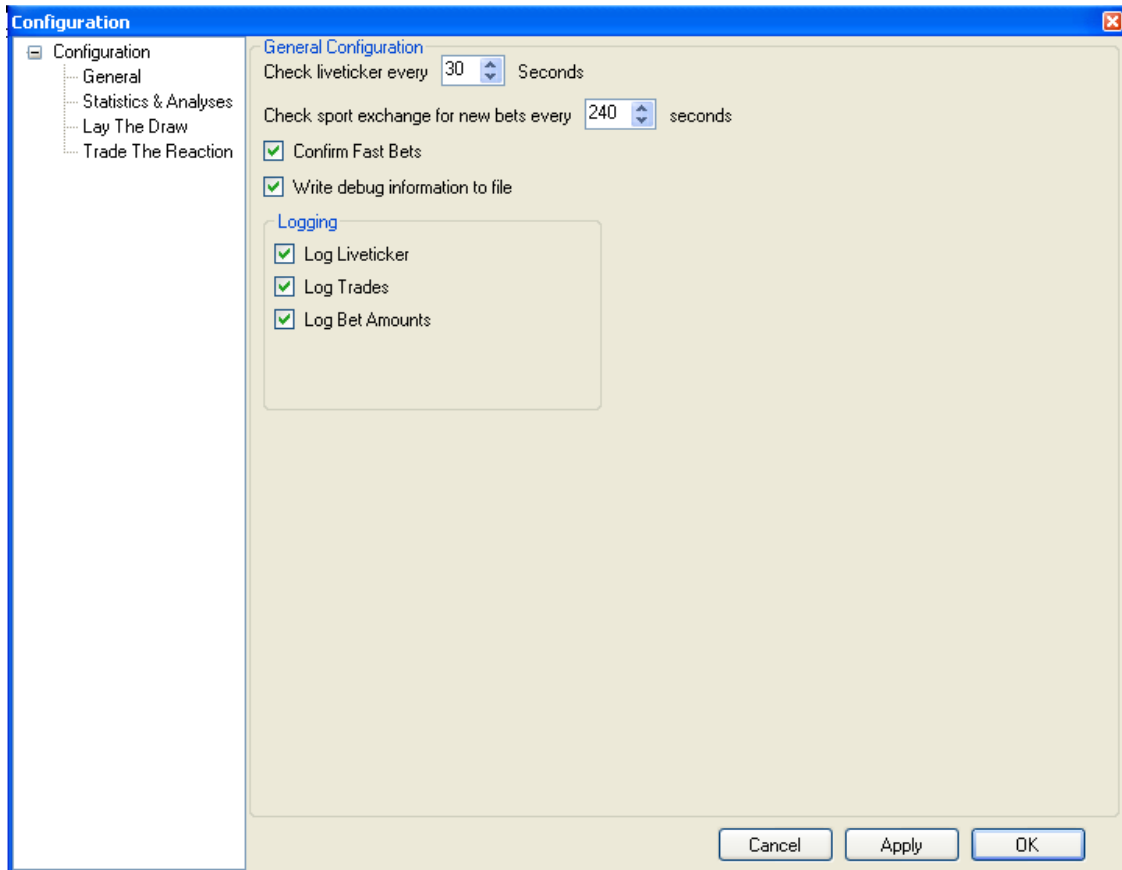 Configuration
Configuration
General
Statistics & Analyses
Lay The Draw
Trade The Reaction
General Configuration
Check liveticker every 30 Seconds
Check sport exchange for new bets every 240 seconds
Confirm Fast Bets
Write debug information to file
Logging
Log Liveticker
Log Trades
Log Bet Amounts
Cancel Apply OK